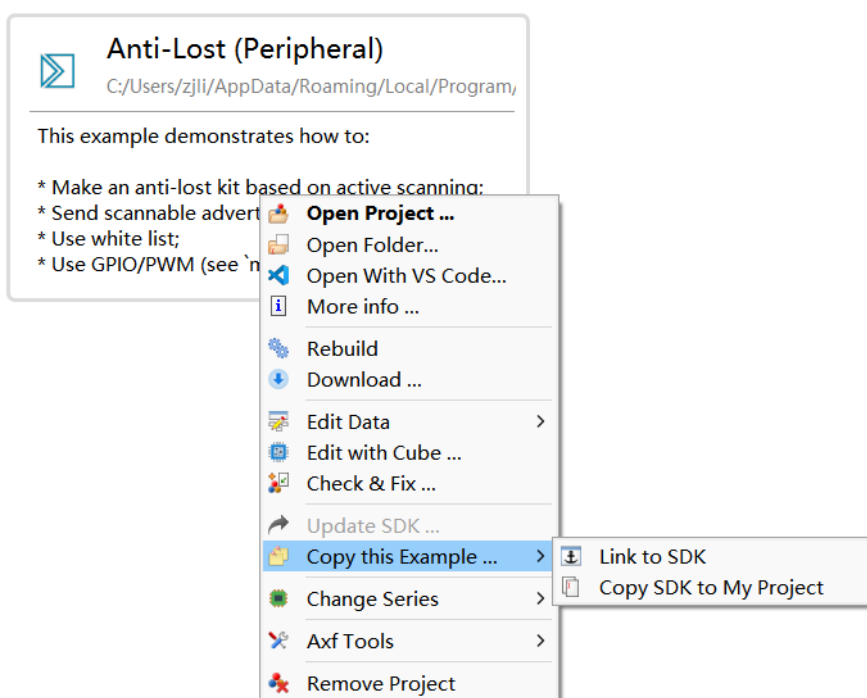 Anti-Lost (Peripheral)
C:/Users/zjli/AppData/Roaming/Local/Program/
This example demonstrates how to:
* Make an anti-lost kit based on active scanning;
* Send scannable advert
* Use white list;
* Use GPIO/PWM (see `m
Open Project ...
Open Folder...
Open With VS Code...
More info ...
Rebuild
Download ...
Edit Data
Edit with Cube ...
Check & Fix ...
Update SDK ...
Copy this Example ...
Link to SDK
Copy SDK to My Project
Change Series
Axf Tools
Remove Project